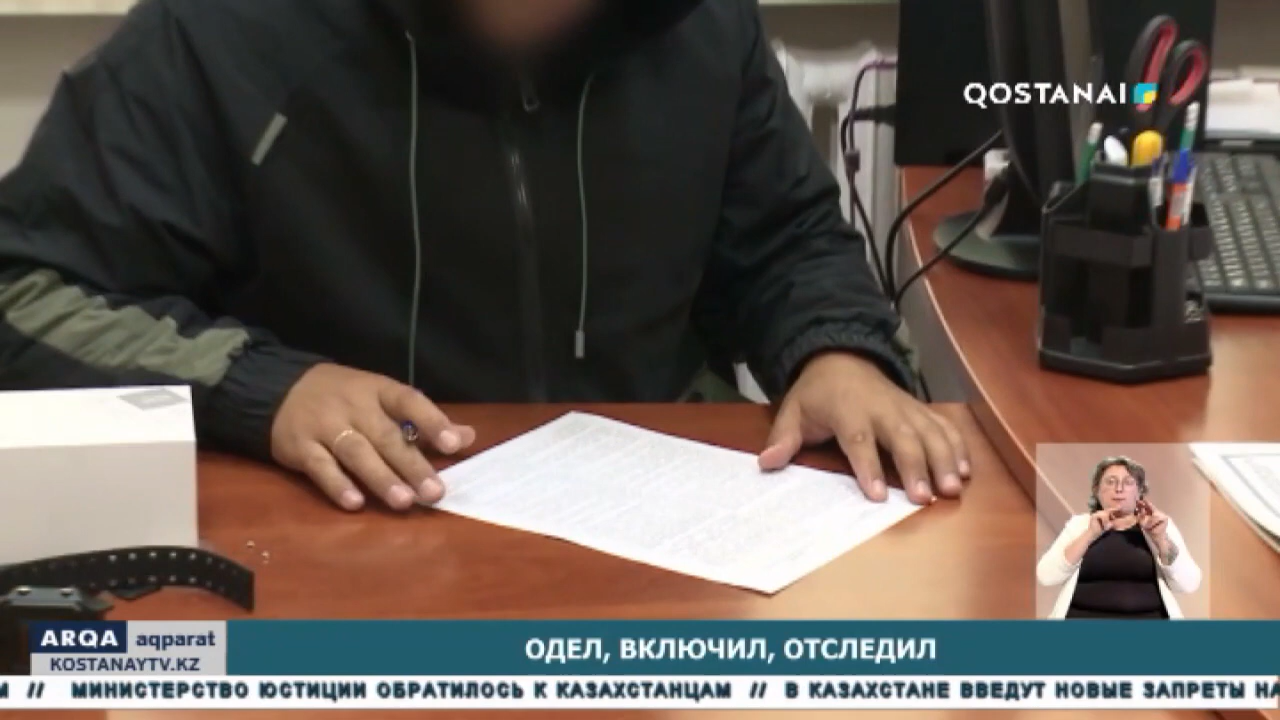 QOSTANAI
ARQA aqparat
KOSTANAYTV.KZ
ОДЕЛ, ВКЛЮЧИЛ, ОТСЛЕДИЛ
// МИНИСТЕРСТВО ЮСТИЦИИ ОБРАТИЛОСЬ К КАЗАХСТАНЦАМ // В КАЗАХСТАНЕ ВВЕДУТ НОВЫЕ ЗАПРЕТЫ